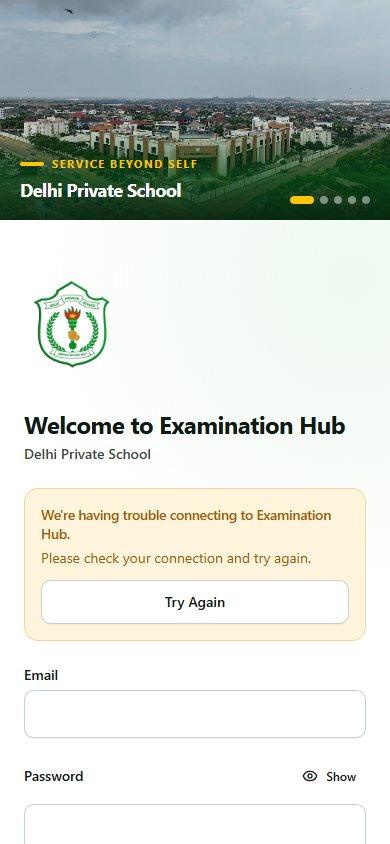 SERVICE BEYOND SELF
Delhi Private School
Welcome to Examination Hub
Delhi Private School
We're having trouble connecting to Examination
Hub.
Please check your connection and try again.
Try Again
Email
Password
Show